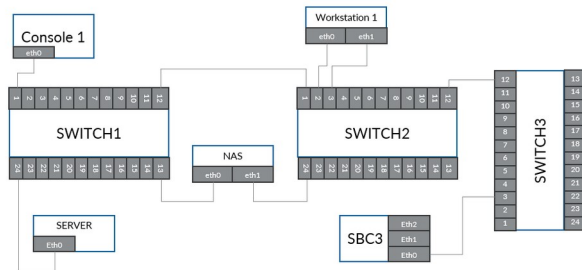 Console 1
eth0
Workstation 1
eth0 eth1
1 2 3 4 5 6 7 8 9 10 11 12
SWITCH1
24 23 22 21 20 19 18 17 16 15 14 13
1 2 3 4 5 6 7 8 9 10 11 12
SWITCH2
24 23 22 21 20 19 18 17 16 15 14 13
NAS
eth0 eth1
SERVER
Eth0
SBC3
Eth2
Eth1
Eth0
12
11
10
9
8
7
6
5
4
3
2
1
SWITCH3
13
14
15
16
17
18
19
20
21
22
23
24